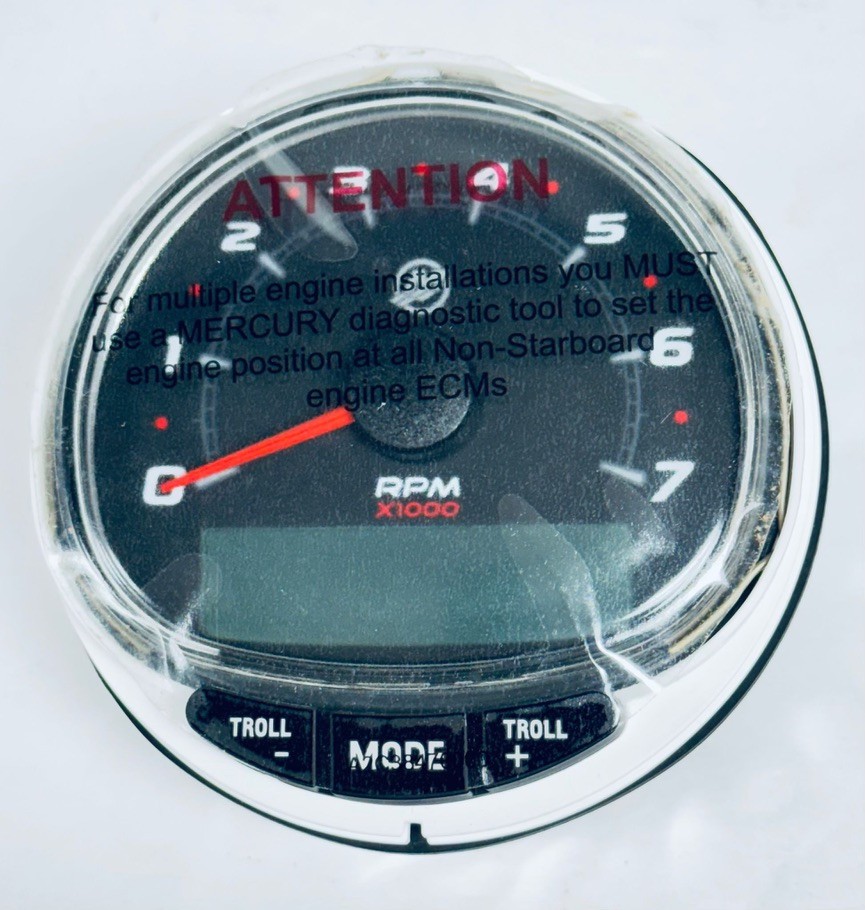 ATTENTION
For multiple engine installations you MUST
use a MERCURY diagnostic tool to set the
engine position at all Non-Starboard
engine ECMs
0
1
2
3
4
5
6
7
RPM
X1000
TROLL
-
MODE
TROLL
+